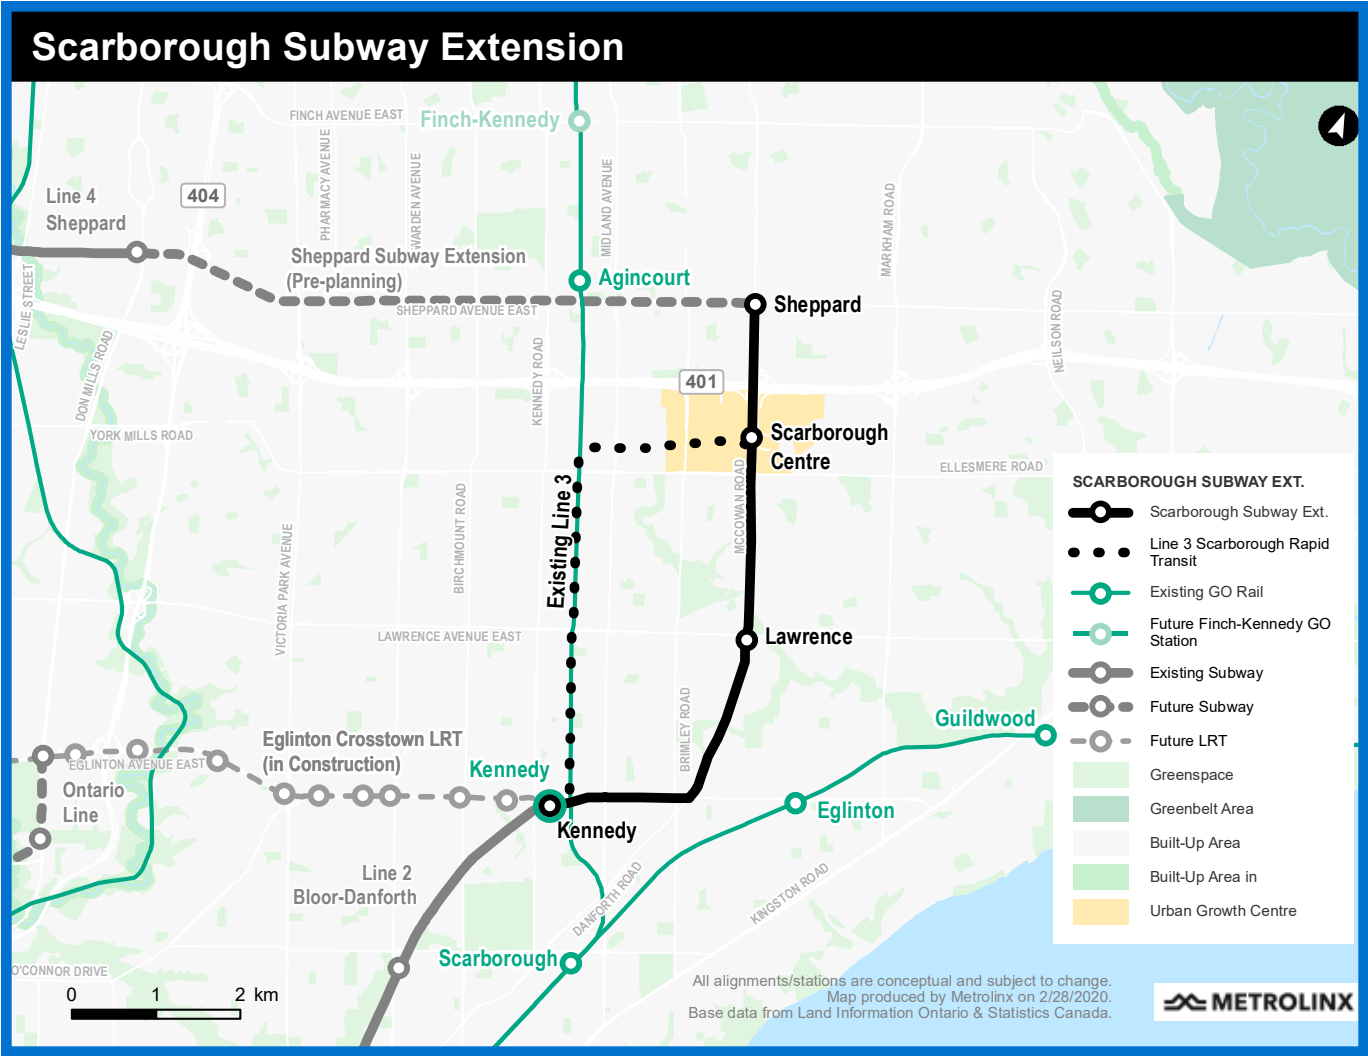 Scarborough Subway Extension
FINCH AVENUE EAST
Finch-Kennedy
PHARMACY AVENUE
WARDEN AVENUE
MIDLAND AVENUE
MARKHAM ROAD
Line 4
Sheppard
404
Sheppard Subway Extension
(Pre-planning)
Agincourt
SHEPPARD AVENUE EAST
Sheppard
LESLIE STREET
DON MILLS ROAD
KENNEDY ROAD
NEILSON ROAD
401
YORK MILLS ROAD
Scarborough
Centre
ELLESMERE ROAD
MCCOWAN ROAD
Existing Line 3
BIRCHMOUNT ROAD
VICTORIA PARK AVENUE
LAWRENCE AVENUE EAST
Lawrence
BRIMLEY ROAD
Guildwood
Eglinton Crosstown LRT
(in Construction)
EGLINTON AVENUE EAST
Kennedy
Ontario
Line
Kennedy
Eglinton
Line 2
Bloor-Danforth
DANFORTH ROAD
KINGSTON ROAD
Scarborough
O'CONNOR DRIVE
0 1 2 km
SCARBOROUGH SUBWAY EXT.
Scarborough Subway Ext.
Line 3 Scarborough Rapid
Transit
Existing GO Rail
Future Finch-Kennedy GO
Station
Existing Subway
Future Subway
Future LRT
Greenspace
Greenbelt Area
Built-Up Area
Built-Up Area in
Urban Growth Centre
All alignments/stations are conceptual and subject to change.
Map produced by Metrolinx on 2/28/2020.
Base data from Land Information Ontario & Statistics Canada.
METROLINX